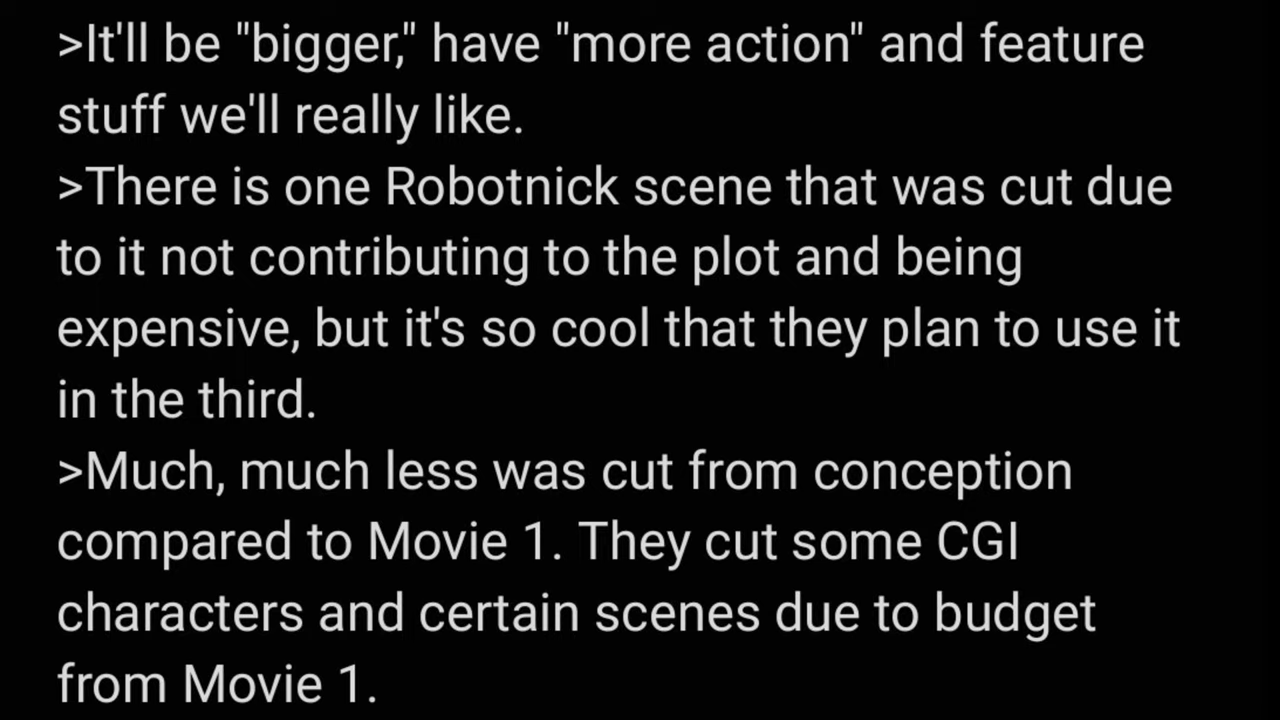 >It'll be "bigger," have "more action" and feature
stuff we'll really like.
>There is one Robotnick scene that was cut due
to it not contributing to the plot and being
expensive, but it's so cool that they plan to use it
in the third.
>Much, much less was cut from conception
compared to Movie 1. They cut some CGI
characters and certain scenes due to budget
from Movie 1.